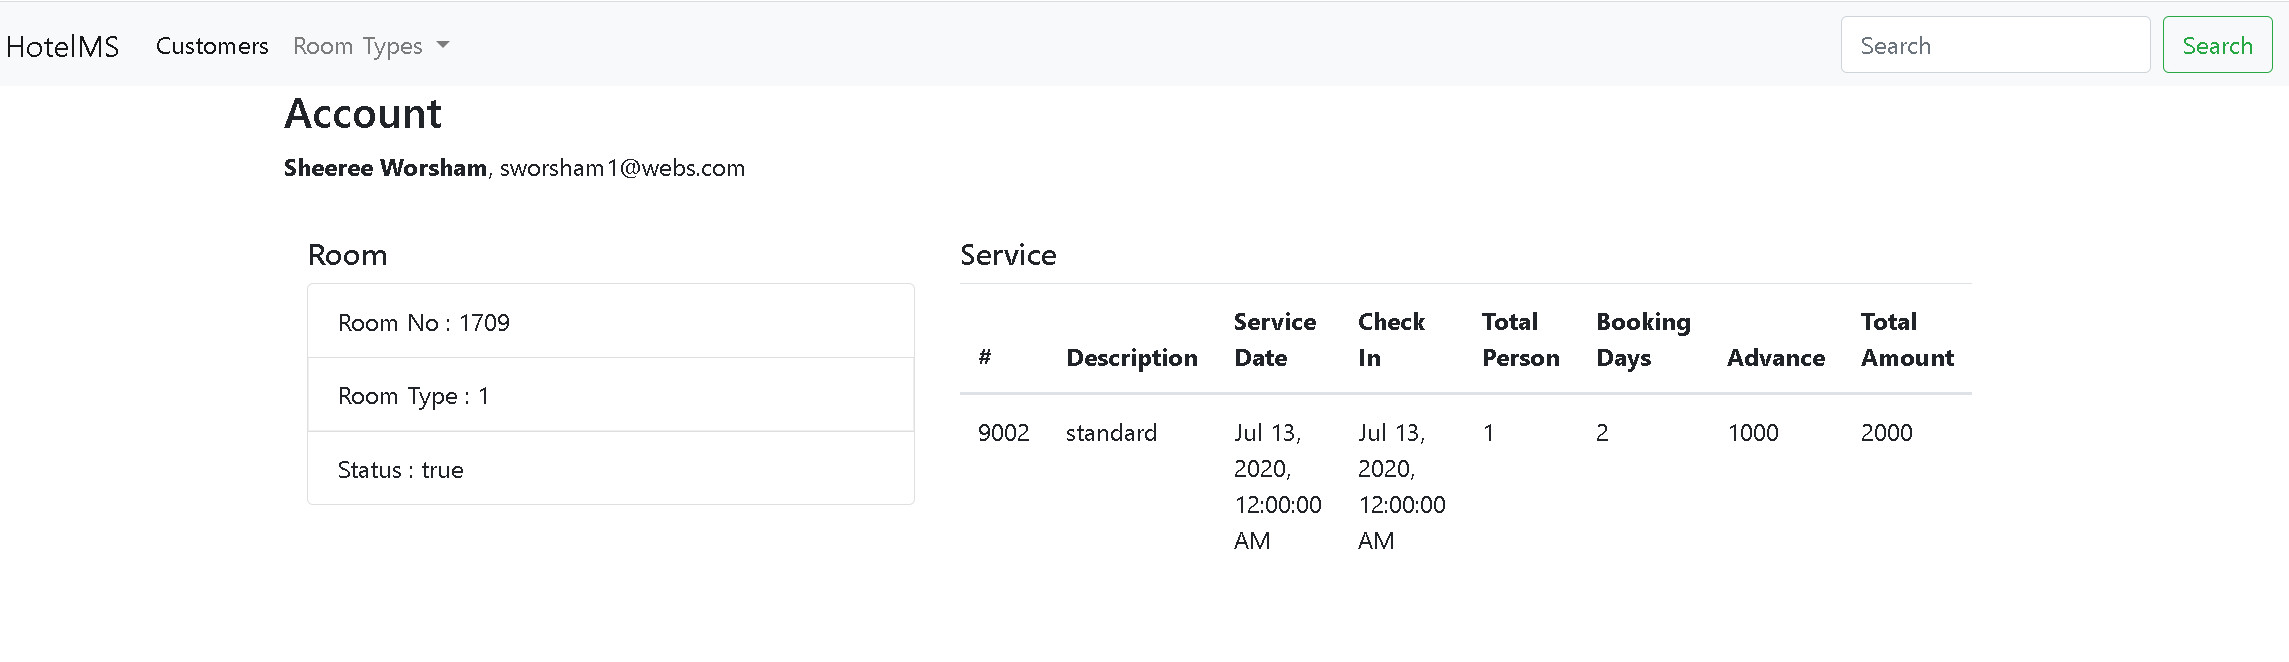 HotelMS Customers Room Types Search Search
Account
Sheeree Worsham, sworsham1@webs.com
Room
Room No : 1709
Room Type : 1
Status : true
Service
# Description Service Date Check In Total Person Booking Days Advance Total Amount
9002 standard Jul 13, 2020, 12:00:00 AM Jul 13, 2020, 12:00:00 AM 1 2 1000 2000